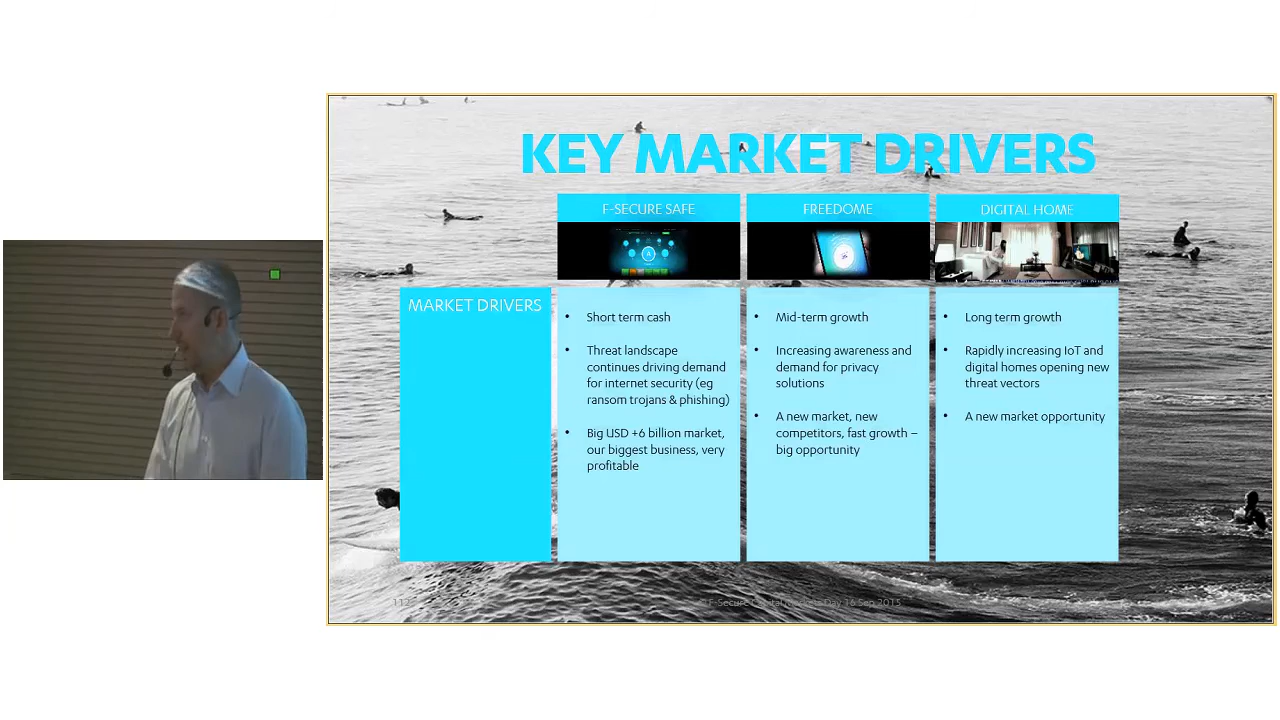 KEY MARKET DRIVERS
F-SECURE SAFE
FREEDOME
DIGITAL HOME
MARKET DRIVERS
• Short term cash
• Threat landscape
continues driving demand
for internet security (eg
ransom trojans & phishing)
• Big USD +6 billion market,
our biggest business, very
profitable
• Mid-term growth
• Increasing awareness and
demand for privacy
solutions
• A new market, new
competitors, fast growth –
big opportunity
• Long term growth
• Rapidly increasing IoT and
digital homes opening new
threat vectors
• A new market opportunity
F-Secure Capital Markets Day 16 Sep 2015